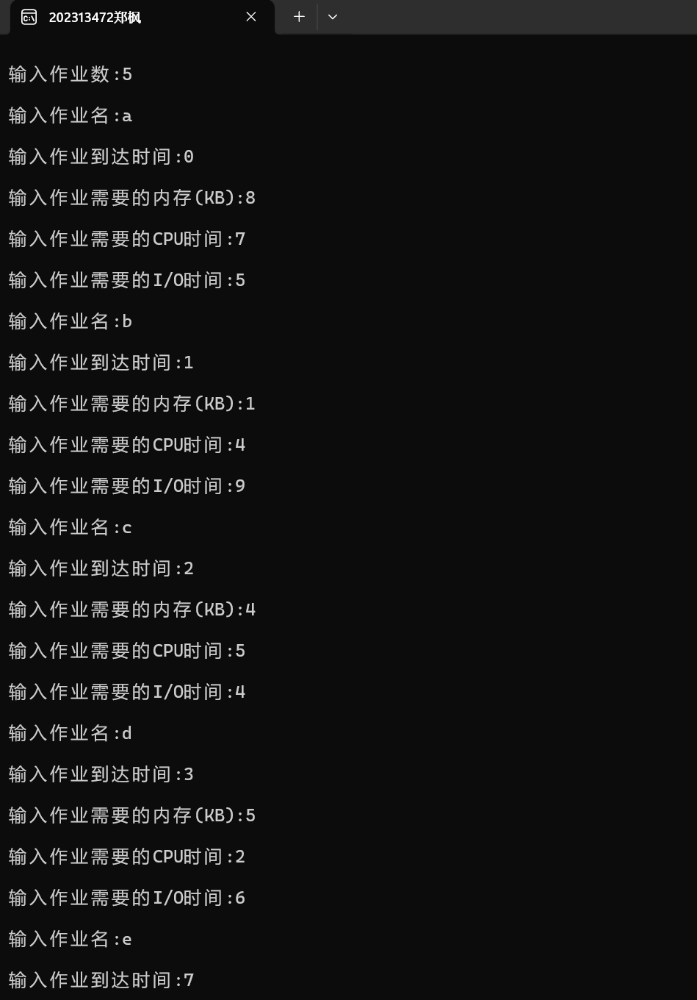 202313472郑枫
输入作业数:5
输入作业名:a
输入作业到达时间:0
输入作业需要的内存(KB):8
输入作业需要的CPU时间:7
输入作业需要的I/O时间:5
输入作业名:b
输入作业到达时间:1
输入作业需要的内存(KB):1
输入作业需要的CPU时间:4
输入作业需要的I/O时间:9
输入作业名:c
输入作业到达时间:2
输入作业需要的内存(KB):4
输入作业需要的CPU时间:5
输入作业需要的I/O时间:4
输入作业名:d
输入作业到达时间:3
输入作业需要的内存(KB):5
输入作业需要的CPU时间:2
输入作业需要的I/O时间:6
输入作业名:e
输入作业到达时间:7